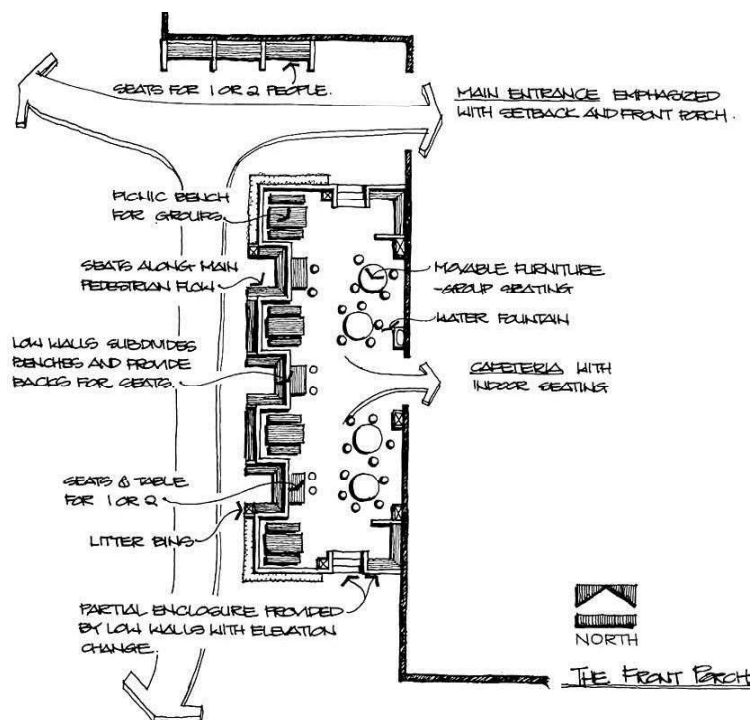 SEATS FOR 1 OR 2 PEOPLE.
MAIN ENTRANCE EMPHASIZED
WITH SETBACK AND FRONT PORCH.
PICNIC BENCH
FOR GROUPS
SEATS ALONG MAIN
PEDESTRIAN FLOW
MOVABLE FURNITURE
-GROUP SEATING
WATER FOUNTAIN
LOW WALLS SUBDIVIDES
BENCHES AND PROVIDE
BACKS FOR SEATS.
CAFETERIA WITH
INDOOR SEATING
SEATS & TABLE
FOR 1 OR 2
LITTER BINS
PARTIAL ENCLOSURE PROVIDED
BY LOW WALLS WITH ELEVATION
CHANGE.
NORTH
THE FRONT PORCH